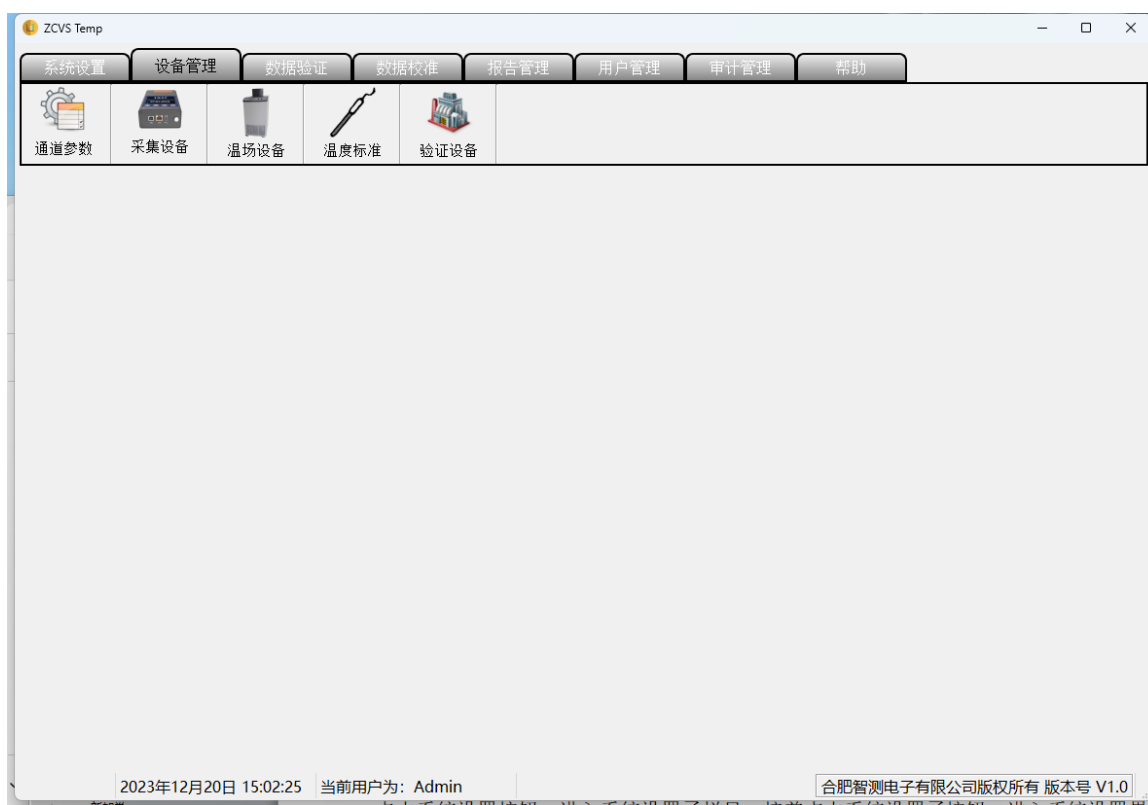 ZCVS Temp
系统设置 设备管理 数据验证 数据校准 报告管理 用户管理 审计管理 帮助
通道参数 采集设备 温场设备 温度标准 验证设备
2023年12月20日 15:02:25 当前用户为: Admin 合肥智测电子有限公司版权所有 版本号 V1.0